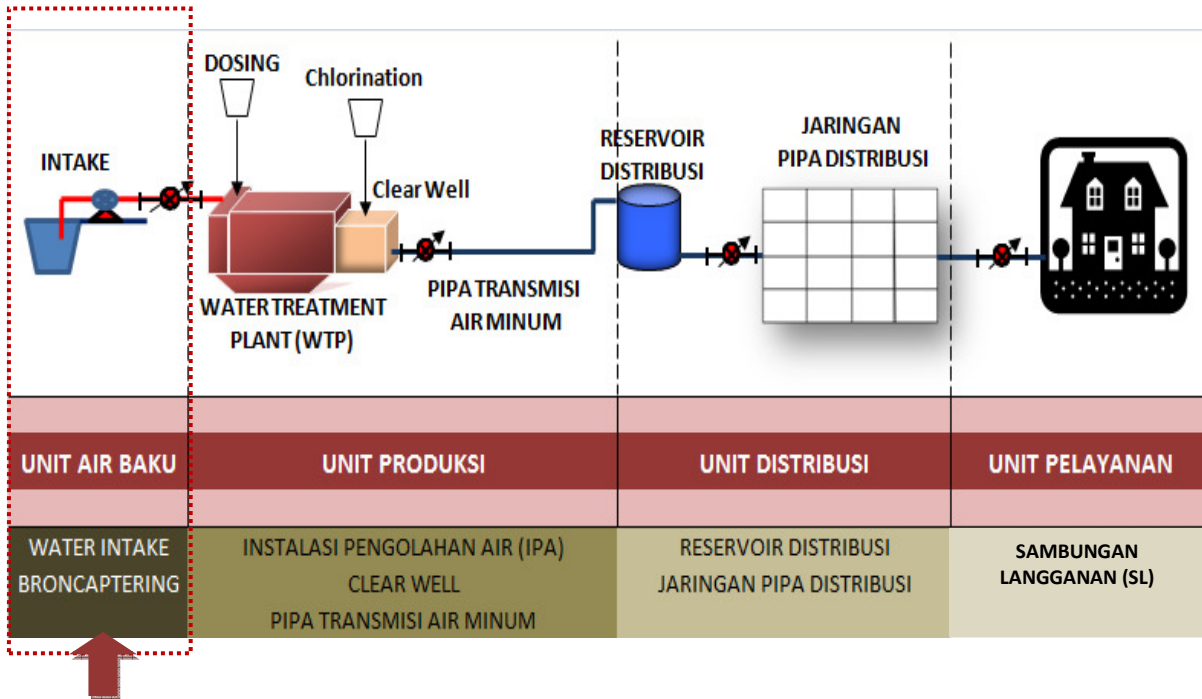 DOSING
Chlorination
INTAKE
Clear Well
WATER TREATMENT
PLANT (WTP)
PIPA TRANSMISI
AIR MINUM
RESERVOIR
DISTRIBUSI
JARINGAN
PIPA DISTRIBUSI
UNIT AIR BAKU
UNIT PRODUKSI
UNIT DISTRIBUSI
UNIT PELAYANAN
WATER INTAKE
BRONCAPTERING
INSTALASI PENGOLAHAN AIR (IPA)
CLEAR WELL
PIPA TRANSMISI AIR MINUM
RESERVOIR DISTRIBUSI
JARINGAN PIPA DISTRIBUSI
SAMBUNGAN
LANGGANAN (SL)